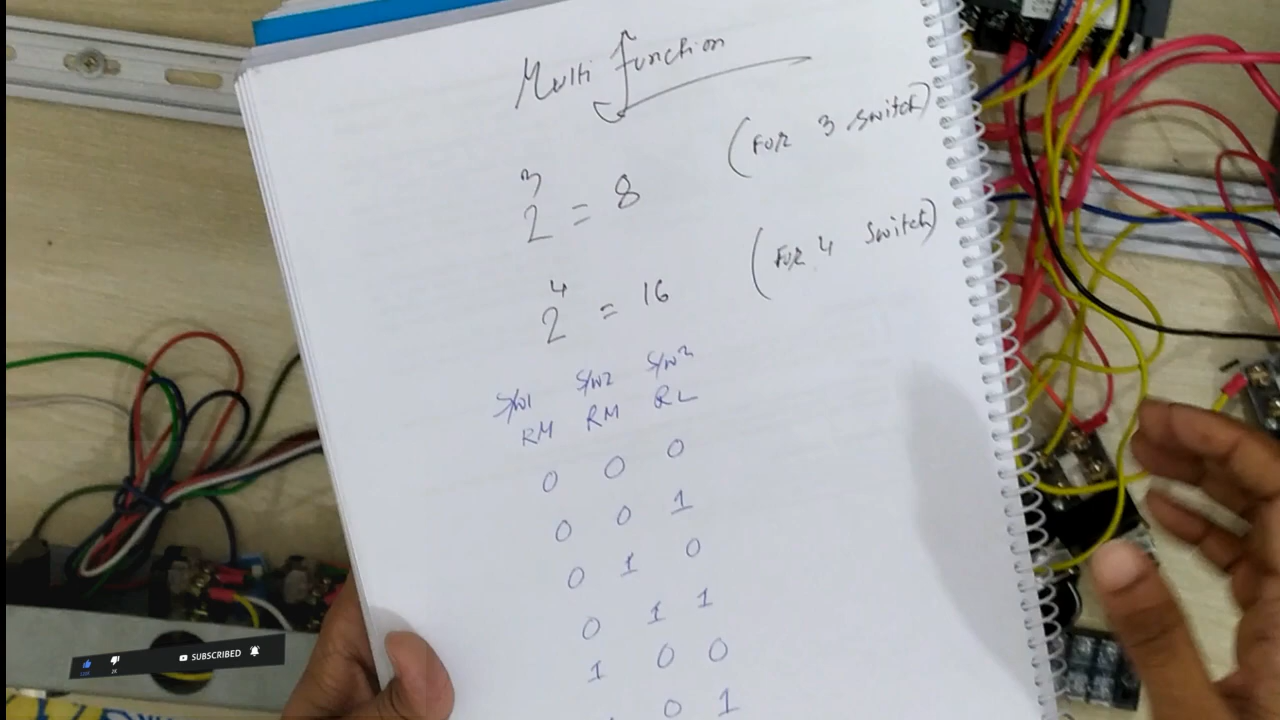 Multi function
2³ = 8 (FOR 3 switch)
2⁴ = 16 (FOR 4 switch)
S/W1 S/W2 S/W3
RM RM RL
0 0 0
0 0 1
0 1 0
0 1 1
1 0 0
0 1
SUBSCRIBED